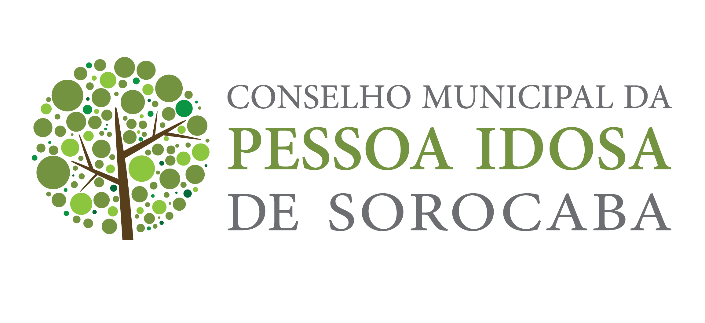 CONSELHO MUNICIPAL DA
PESSOA IDOSA
DE SOROCABA